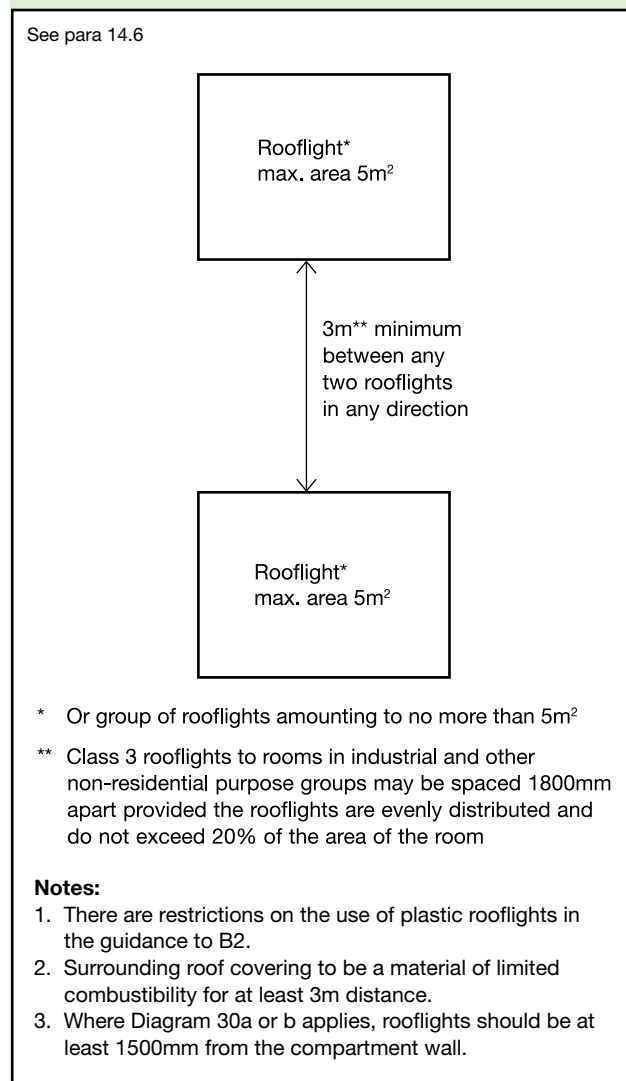 See para 14.6
Rooflight*
max. area 5m²
3m** minimum
between any
two rooflights
in any direction
Rooflight*
max. area 5m²
* Or group of rooflights amounting to no more than 5m²
** Class 3 rooflights to rooms in industrial and other
non-residential purpose groups may be spaced 1800mm
apart provided the rooflights are evenly distributed and
do not exceed 20% of the area of the room
Notes:
1. There are restrictions on the use of plastic rooflights in
the guidance to B2.
2. Surrounding roof covering to be a material of limited
combustibility for at least 3m distance.
3. Where Diagram 30a or b applies, rooflights should be at
least 1500mm from the compartment wall.